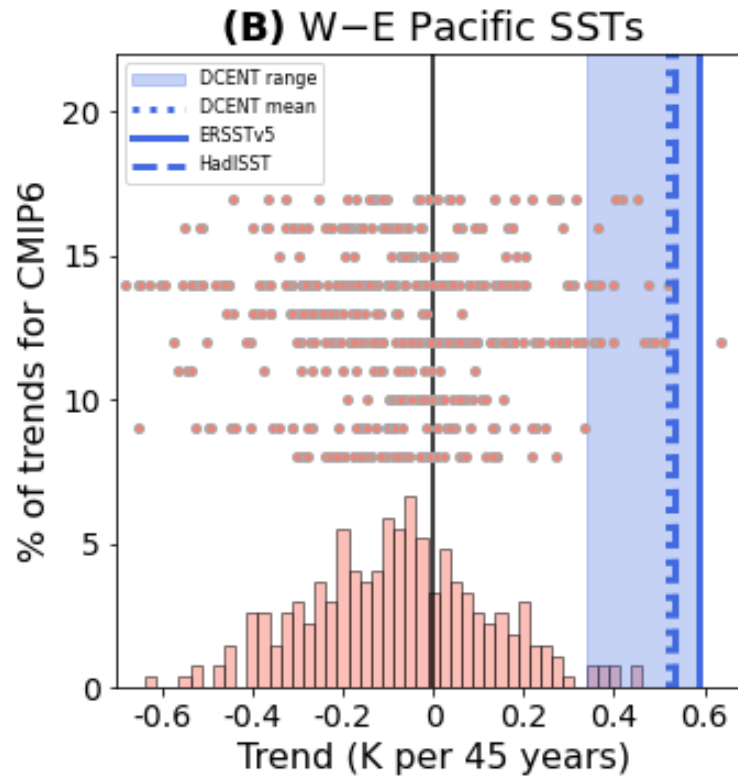 (B) W−E Pacific SSTs
DCENT range
DCENT mean
ERSSTv5
HadISST
% of trends for CMIP6
20
15
10
5
0
-0.6 -0.4 -0.2 0 0.2 0.4 0.6
Trend (K per 45 years)